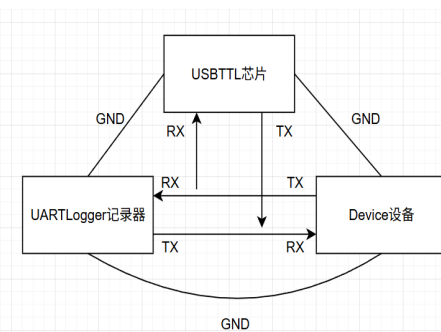 USBTTL芯片
GND
GND
RX
TX
RX
TX
UARTLogger记录器
Device设备
TX
RX
GND